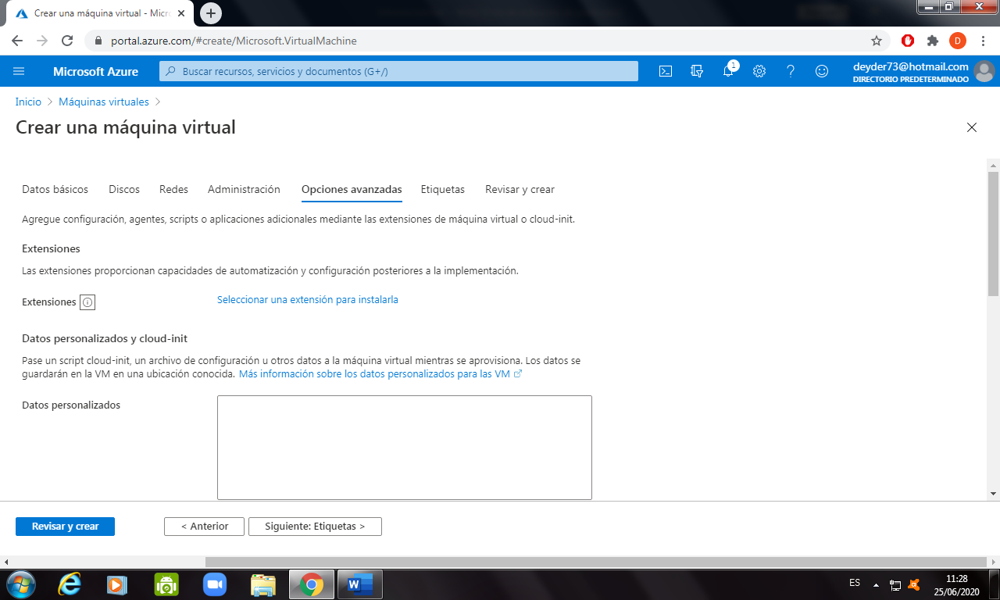 Crear una máquina virtual - Micro
portal.azure.com/#create/Microsoft.VirtualMachine
D
Microsoft Azure
Buscar recursos, servicios y documentos (G+/)
1
deyder73@hotmail.com
DIRECTORIO PREDETERMINADO
Inicio > Máquinas virtuales >
Crear una máquina virtual
Datos básicos Discos Redes Administración Opciones avanzadas Etiquetas Revisar y crear
Agregue configuración, agentes, scripts o aplicaciones adicionales mediante las extensiones de máquina virtual o cloud-init.
Extensiones
Las extensiones proporcionan capacidades de automatización y configuración posteriores a la implementación.
Extensiones Seleccionar una extensión para instalarla
Datos personalizados y cloud-init
Pase un script cloud-init, un archivo de configuración u otros datos a la máquina virtual mientras se aprovisiona. Los datos se
guardarán en la VM en una ubicación conocida. Más información sobre los datos personalizados para las VM
Datos personalizados
Revisar y crear < Anterior Siguiente: Etiquetas >
ES
11:28
25/06/2020